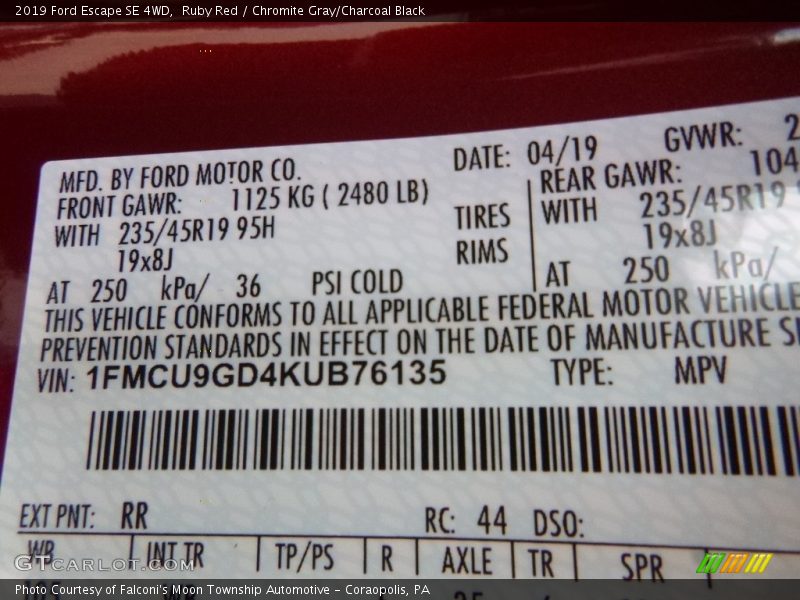 2019 Ford Escape SE 4WD,  Ruby Red / Chromite Gray/Charcoal Black
MFD. BY FORD MOTOR CO.
DATE: 04/19
GVWR:
FRONT GAWR: 1125 KG ( 2480 LB)
REAR GAWR:
WITH 235/45R19 95H
TIRES
WITH 235/45R19
19x8J
RIMS
19x8J
AT 250 kPa/ 36 PSI COLD
AT 250 kPa/
THIS VEHICLE CONFORMS TO ALL APPLICABLE FEDERAL MOTOR VEHICLE
PREVENTION STANDARDS IN EFFECT ON THE DATE OF MANUFACTURE
VIN: 1FMCU9GD4KUB76135
TYPE: MPV
EXT PNT: RR
RC: 44 DSO:
WB INT TR TP/PS R AXLE TR SPR
GTCARLOT.COM
Photo Courtesy of Falconi's Moon Township Automotive - Coraopolis, PA